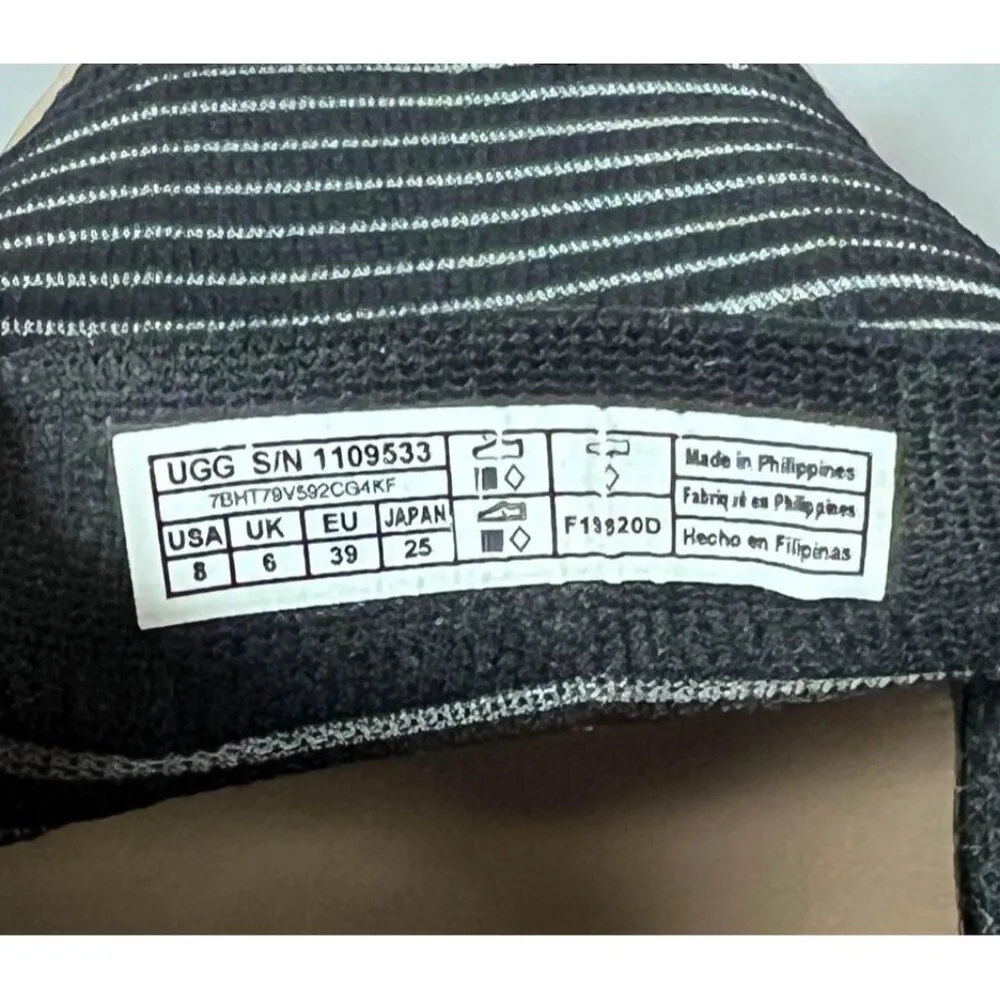 UGG S/N 1109533
7BHT79V592CG4KF
USA UK EU JAPAN
8 6 39 25
Made in Philippines
en Philippines
Hecho en Filipinas